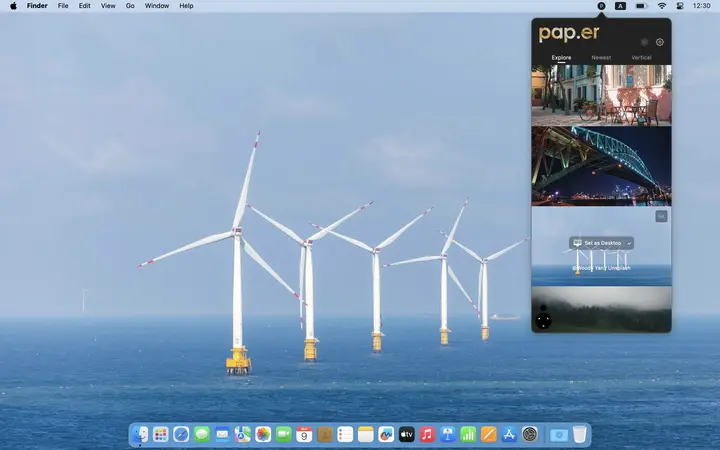 Finder File Edit View Go Window Help A 12:30
pap.er
Explore Newest Vertical
Set as Desktop
@Woody Yan / Unsplash
9
tv